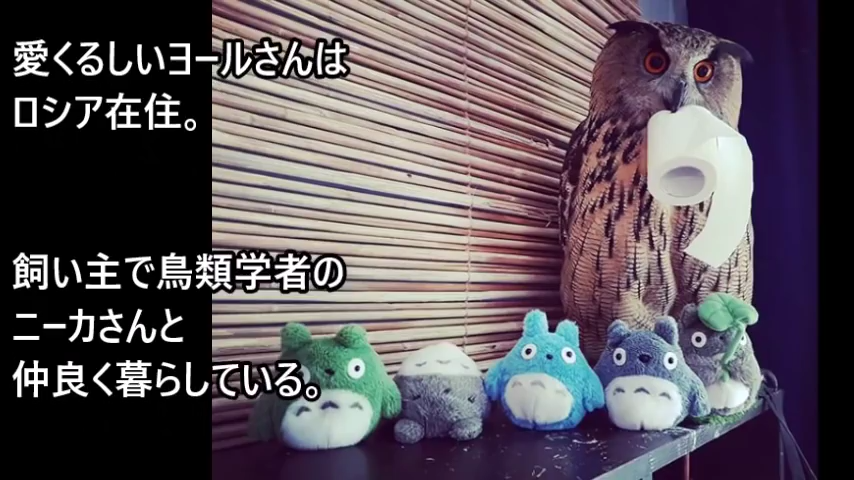 愛くるしいヨールさんは
ロシア在住。
飼い主で鳥類学者の
ニーカさんと
仲良く暮らしている。